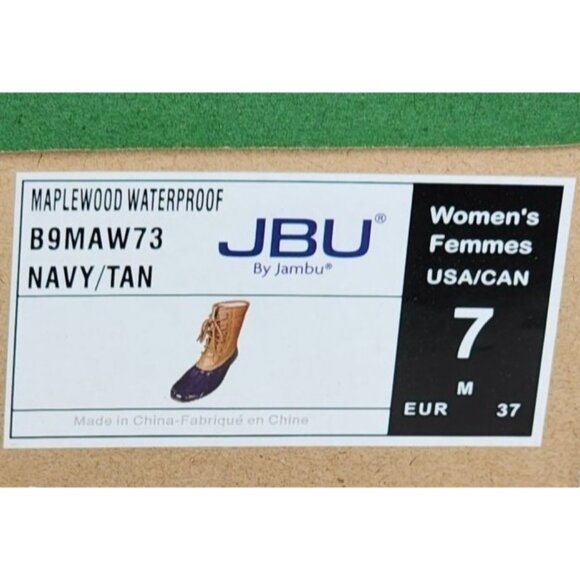 MAPLEWOOD WATERPROOF
B9MAW73
NAVY/TAN
JBU®
By Jambu®
Made in China-Fabriqué en Chine
Women's
Femmes
USA/CAN
7
M
EUR 37